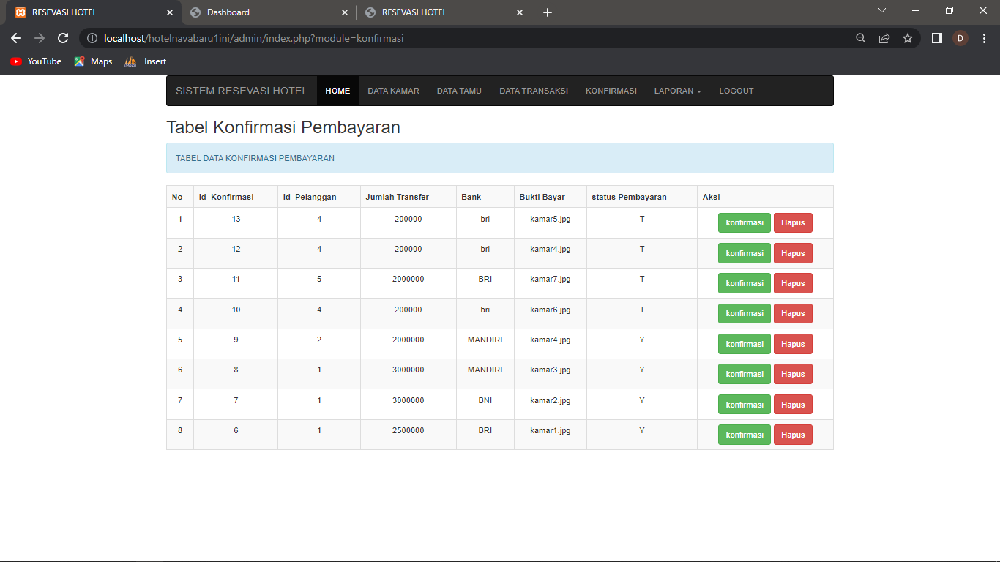 RESEVASI HOTEL Dashboard RESEVASI HOTEL
localhost/hotelnavabaru1ini/admin/index.php?module=konfirmasi D
YouTube Maps Insert
SISTEM RESEVASI HOTEL HOME DATA KAMAR DATA TAMU DATA TRANSAKSI KONFIRMASI LAPORAN LOGOUT
Tabel Konfirmasi Pembayaran
TABEL DATA KONFIRMASI PEMBAYARAN
No Id_Konfirmasi Id_Pelanggan Jumlah Transfer Bank Bukti Bayar status Pembayaran Aksi
1 13 4 200000 bri kamar5.jpg T konfirmasi Hapus
2 12 4 200000 bri kamar4.jpg T konfirmasi Hapus
3 11 5 2000000 BRI kamar7.jpg T konfirmasi Hapus
4 10 4 200000 bri kamar6.jpg T konfirmasi Hapus
5 9 2 2000000 MANDIRI kamar4.jpg Y konfirmasi Hapus
6 8 1 3000000 MANDIRI kamar3.jpg Y konfirmasi Hapus
7 7 1 3000000 BNI kamar2.jpg Y konfirmasi Hapus
8 6 1 2500000 BRI kamar1.jpg Y konfirmasi Hapus